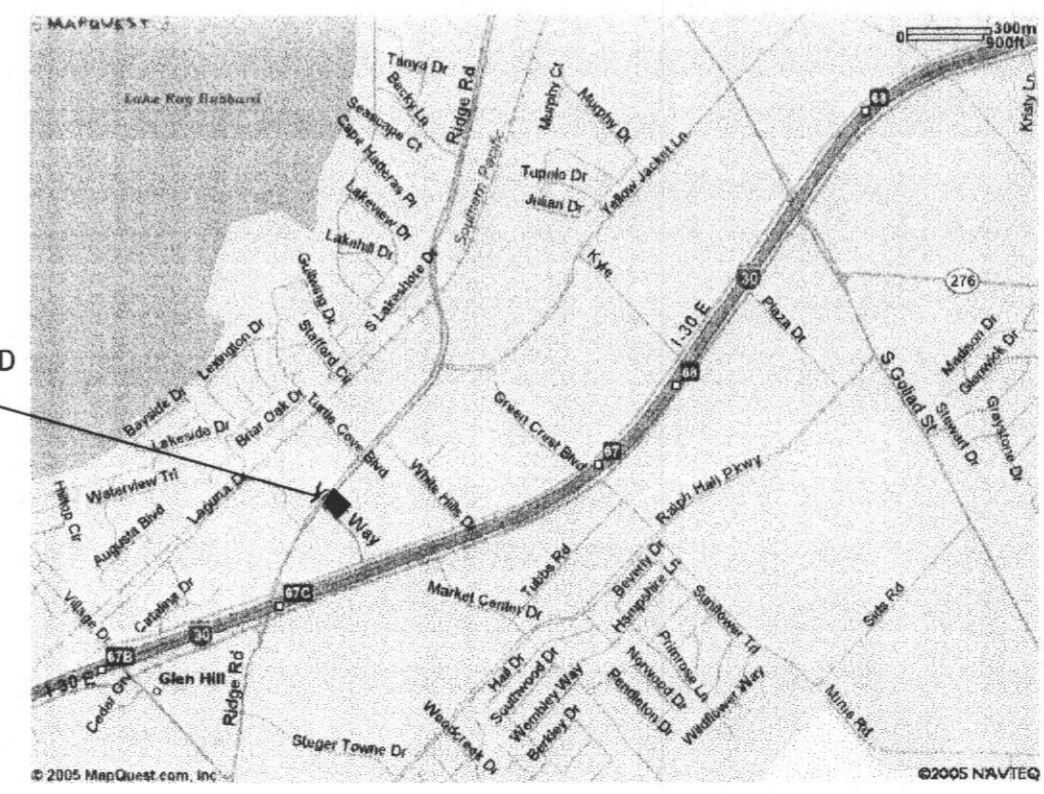 MAPQUEST
0 300m
900ft
Lake Ray Hubbard
Tanya Dr
Becky Ln
Seascape Ct
Cape Hatteras Pt
Lakeview Dr
Lakehill Dr
Ridge Rd
Southern Pacific
Murphy Ct
Murphy Dr
Tupelo Dr
Julian Dr
Yellow Jacket Ln
Kyle
Kristy Ln
68
276
30
I-30 E
Plaza Dr
68
Gulwing Dr
S Lakeshore Dr
Stafford Cir
Lexington Dr
Bayside Dr
Lakeside Dr
Briar Oak Dr
Turtle Cove Blvd
Green Crest Blvd
67
White Hills Dr
S Goliad St
Madison Dr
Glenwick Dr
Stewart Dr
Graystone Dr
D
Hilltop Cir
Waterview Trl
Augusta Blvd
Laguna Dr
Way
Ralph Hall Pkwy
Tubbs Rd
Market Center Dr
Beverly Dr
Hampshire Ln
Sunflower Trl
Sids Rd
Village Dr
Catalina Dr
67C
30
67B
I-30 E
Cedar Gln
Glen Hill
Ridge Rd
Steger Towne Dr
Hail Dr
Southwood Dr
Wembley Way
Bentley Dr
Woodcreek Dr
Primrose Ln
Norwood Dr
Pendleton Dr
Wildflower Way
Mims Rd
© 2005 MapQuest.com, Inc
©2005 NAVTEQ